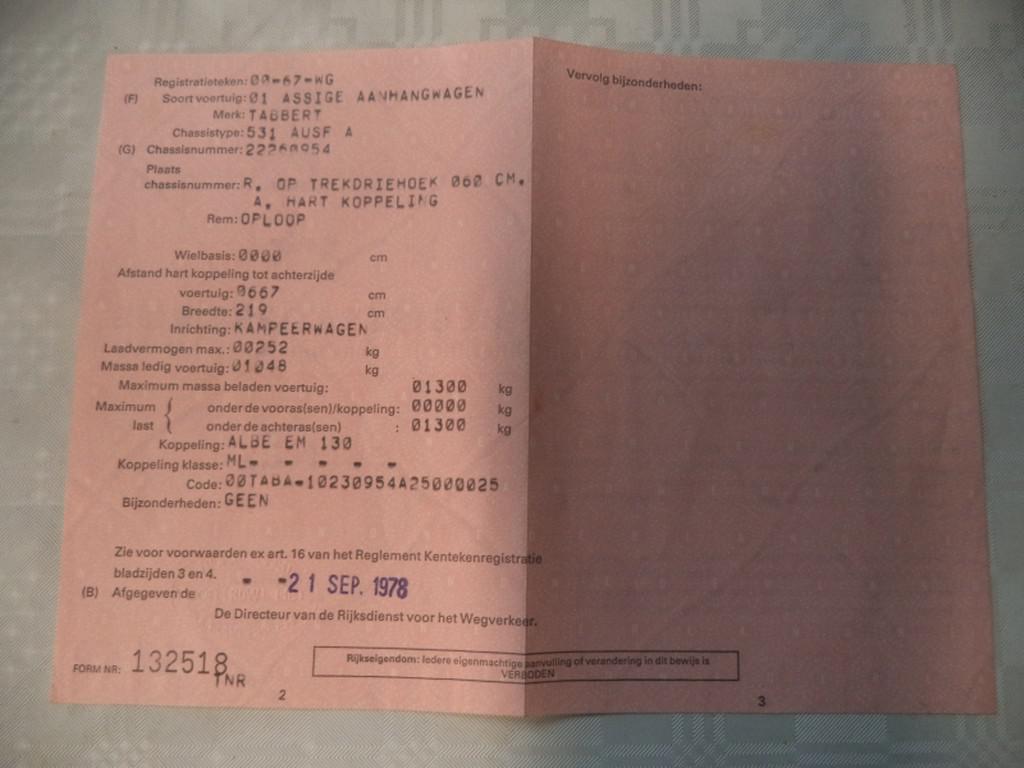 Registratieteken: 00-67-WG
(F) Soort voertuig: 01 ASSIGE AANHANGWAGEN
Merk: TABBERT
Chassistype: 531 AUSF A
(G) Chassisnummer: 22260954
Plaats
chassisnummer: R. OP TREKDRIEHOEK 060 CM.
A. HART KOPPELING
Rem: OPLOOP
Wielbasis: 0000 cm
Afstand hart koppeling tot achterzijde
voertuig: 0667 cm
Breedte: 219 cm
Inrichting: KAMPEERWAGEN
Laadvermogen max.: 00252 kg
Massa ledig voertuig: 01048 kg
Maximum massa beladen voertuig: 01300 kg
Maximum { onder de vooras(sen)/koppeling: 00000 kg
last onder de achteras(sen) : 01300 kg
Koppeling: ALBE EM 130
Koppeling klasse: ML- - - - -
Code: 00TABA-10230954A25000025
Bijzonderheden: GEEN
Zie voor voorwaarden ex art. 16 van het Reglement Kentekenregistratie
bladzijden 3 en 4.
(B) Afgegeven de - -21 SEP. 1978
De Directeur van de Rijksdienst voor het Wegverkeer.
FORM NR: 132518
TNR
Rijkseigendom: Iedere eigenmachtige aanvulling of verandering in dit bewijs is
VERBODEN
2
Vervolg bijzonderheden:
3